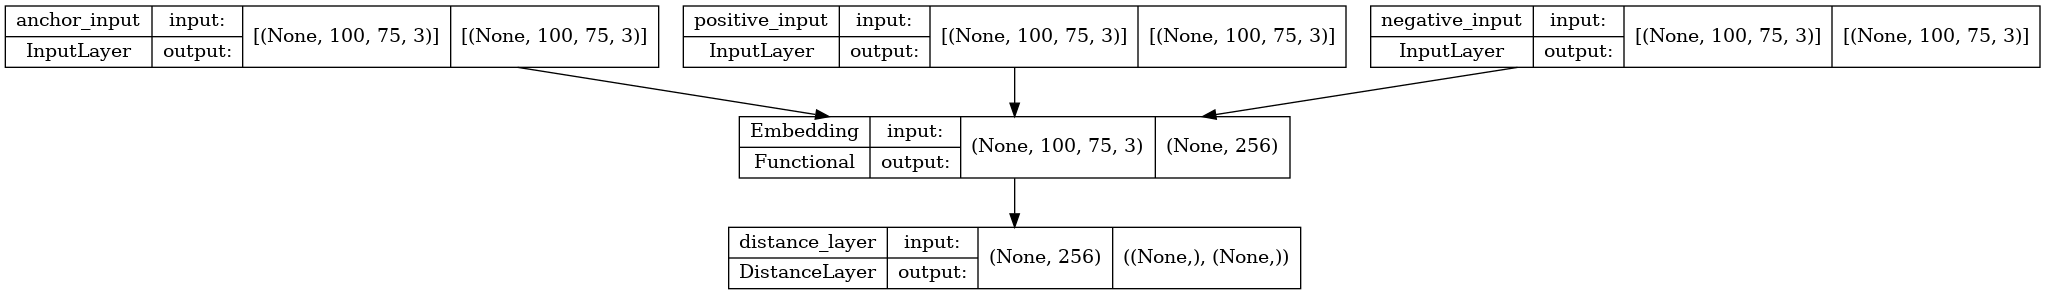 anchor_input input: [(None, 100, 75, 3)] [(None, 100, 75, 3)]
InputLayer output:
positive_input input: [(None, 100, 75, 3)] [(None, 100, 75, 3)]
InputLayer output:
negative_input input: [(None, 100, 75, 3)] [(None, 100, 75, 3)]
InputLayer output:
Embedding input: (None, 100, 75, 3) (None, 256)
Functional output:
distance_layer input: (None, 256) ((None,), (None,))
DistanceLayer output: